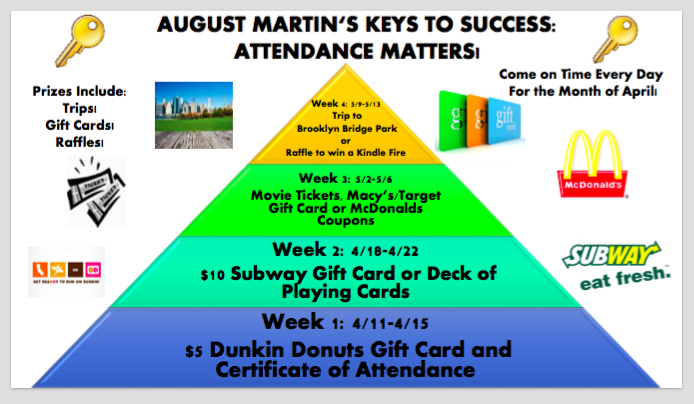 AUGUST MARTIN'S KEYS TO SUCCESS:
ATTENDANCE MATTERS!
Prizes Include:
Trips!
Gift Cards!
Raffles!
Come on Time Every Day
For the Month of April!
Week 4: 5/9-5/13
Trip to
Brooklyn Bridge Park
or
Raffle to win a Kindle Fire
gift
card
Week 3: 5/2-5/6
Movie Tickets, Macy's/Target
Gift Card or McDonalds
Coupons
McDonald's
TICKET
TICKET
Week 2: 4/18-4/22
$10 Subway Gift Card or Deck of
Playing Cards
SUBWAY
eat fresh.
DD
GET READY TO RUN ON DUNKIN'
Week 1: 4/11-4/15
$5 Dunkin Donuts Gift Card and
Certificate of Attendance